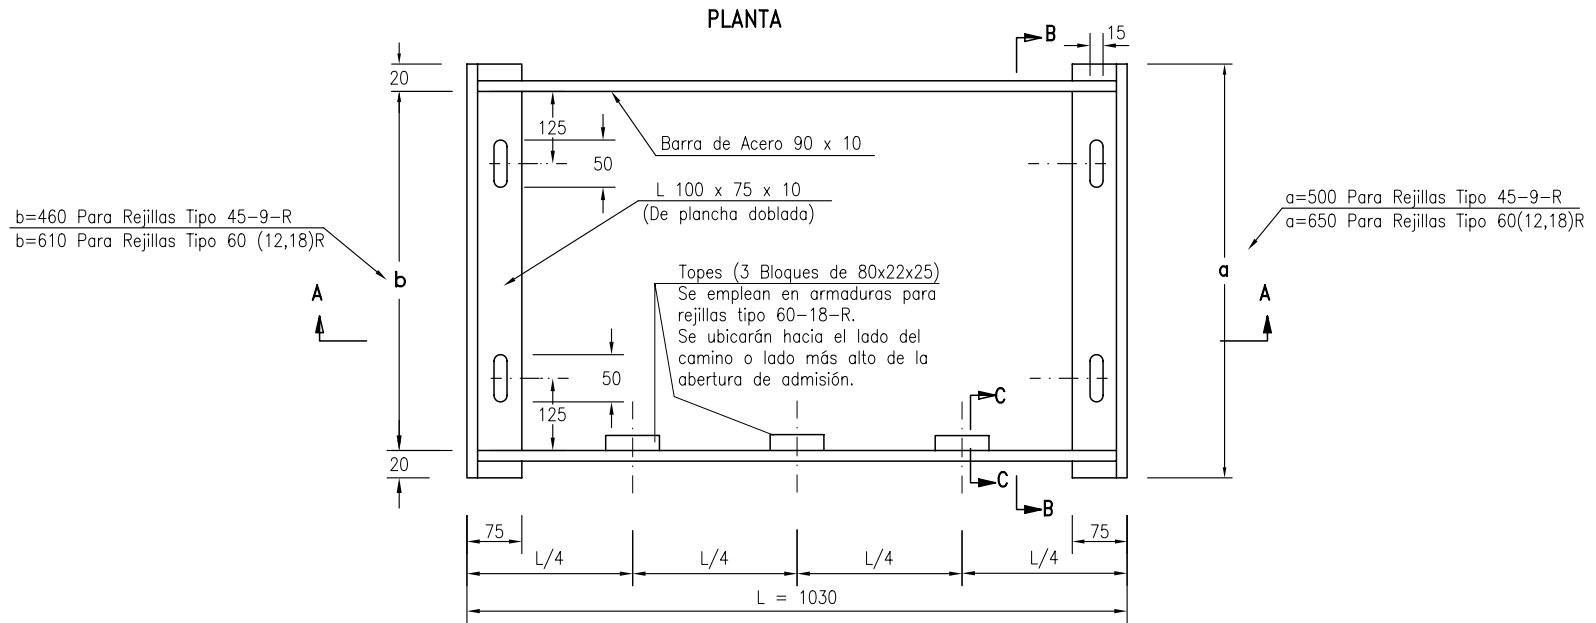 PLANTA
B
15
20
125
50
Barra de Acero 90 x 10
L 100 x 75 x 10
(De plancha doblada)
b=460 Para Rejillas Tipo 45-9-R
b=610 Para Rejillas Tipo 60 (12,18)R
a=500 Para Rejillas Tipo 45-9-R
a=650 Para Rejillas Tipo 60(12,18)R
b
a
A
A
Topes (3 Bloques de 80x22x25)
Se emplean en armaduras para
rejillas tipo 60-18-R.
Se ubicarán hacia el lado del
camino o lado más alto de la
abertura de admisión.
50
125
C
20
C
B
75
75
L/4
L/4
L/4
L/4
L = 1030